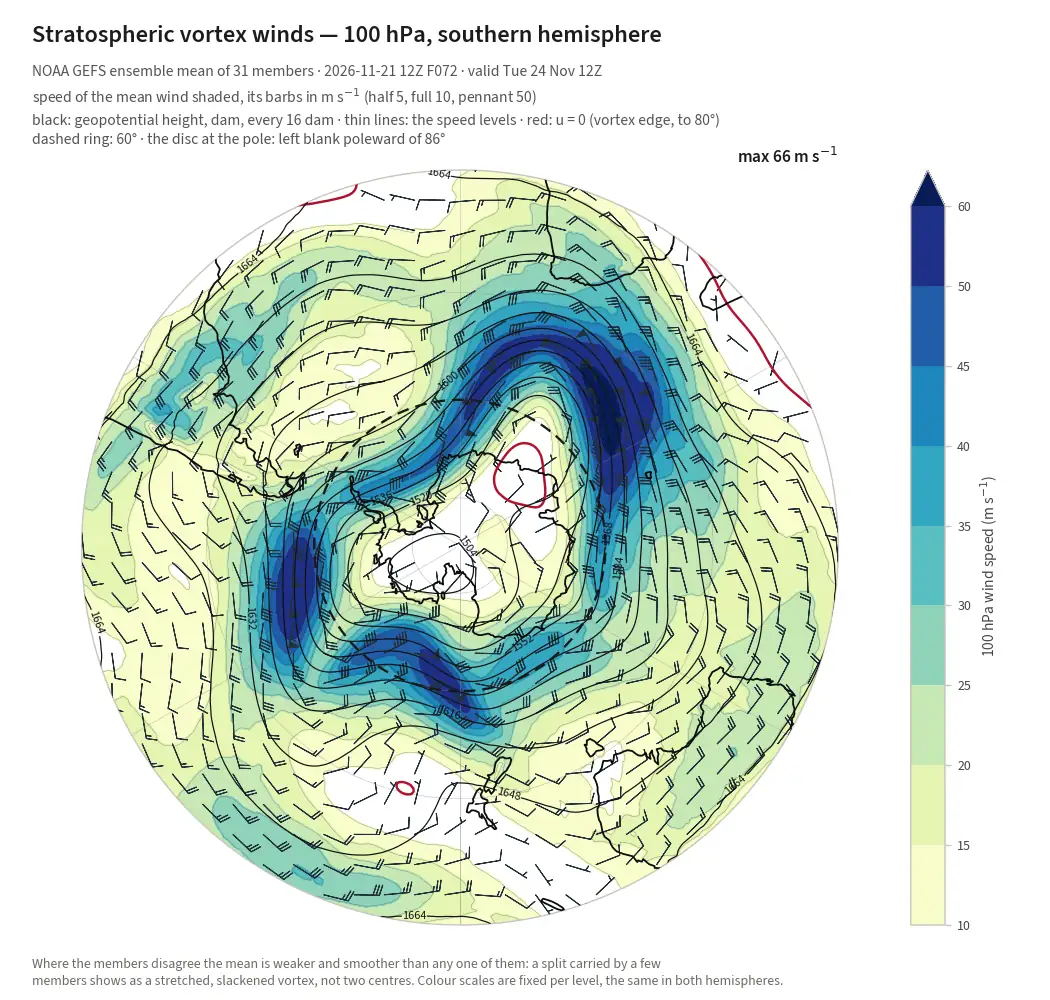 Stratospheric vortex winds — 100 hPa, southern hemisphere
NOAA GEFS ensemble mean of 31 members · 2026-11-21 12Z F072 · valid Tue 24 Nov 12Z
speed of the mean wind shaded, its barbs in m s⁻¹ (half 5, full 10, pennant 50)
black: geopotential height, dam, every 16 dam · thin lines: the speed levels · red: u = 0 (vortex edge, to 80°)
dashed ring: 60° · the disc at the pole: left blank poleward of 86°
max 66 m s⁻¹
1664
1664
1664
1600
1536
1520
1504
1568
1584
1632
1664
1552
1616
1648
1664
1664
60
50
45
40
35
30
25
20
15
10
100 hPa wind speed (m s⁻¹)
Where the members disagree the mean is weaker and smoother than any one of them: a split carried by a few
members shows as a stretched, slackened vortex, not two centres. Colour scales are fixed per level, the same in both hemispheres.